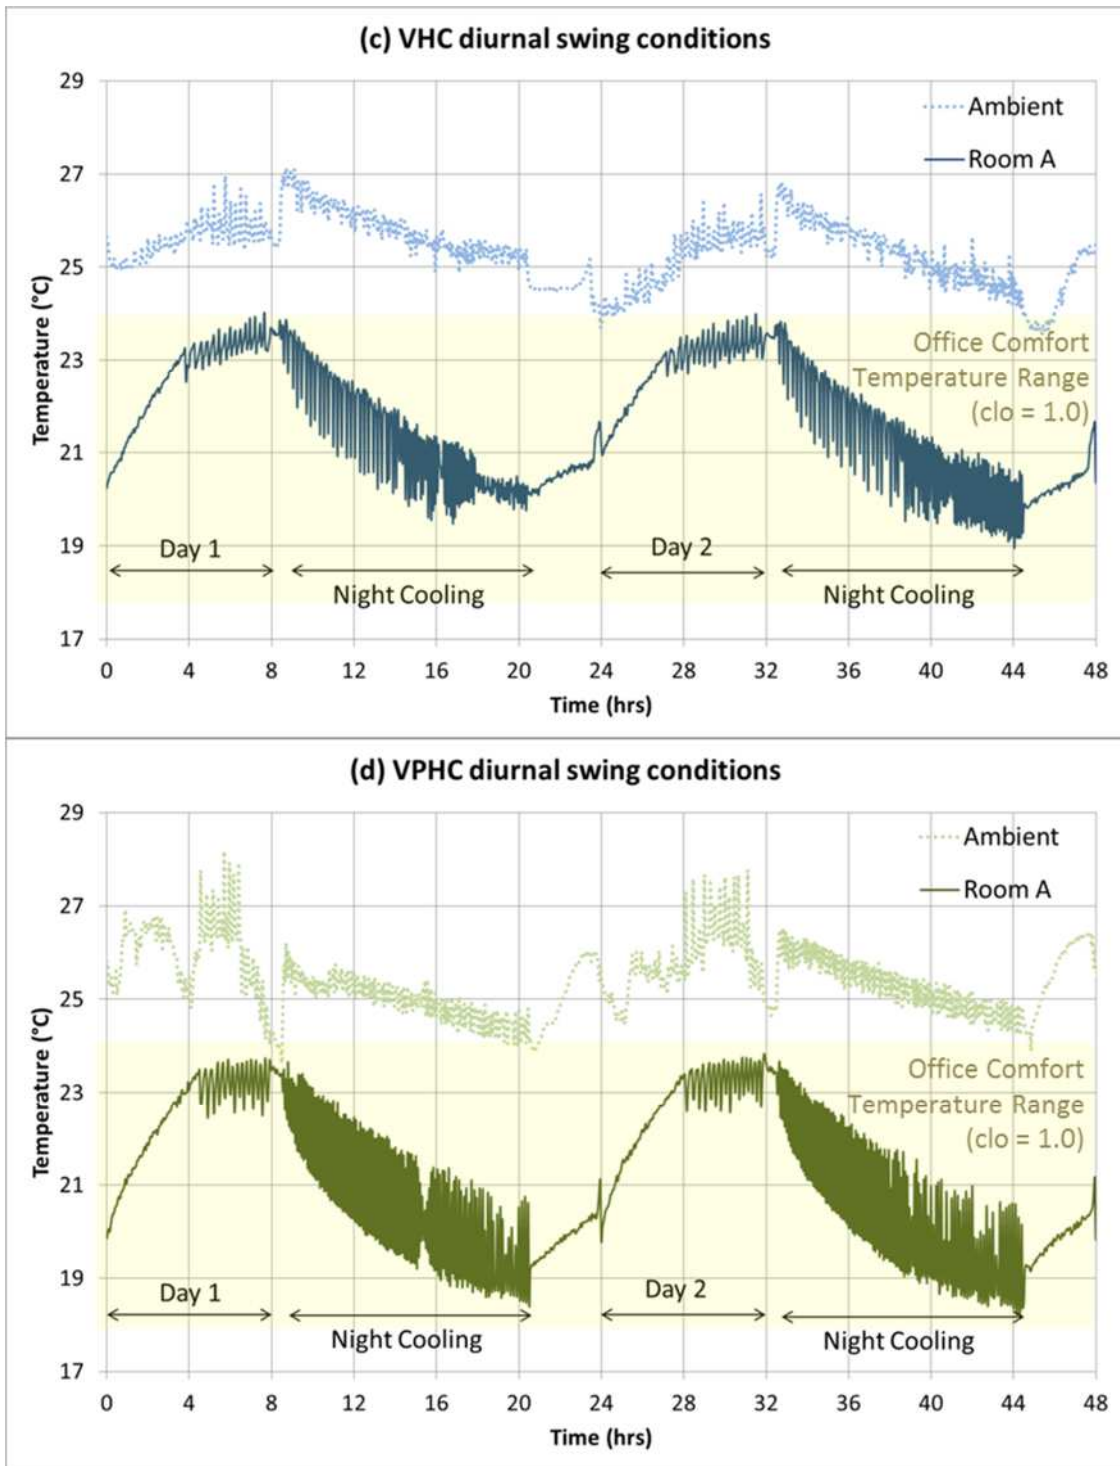 (c) VHC diurnal swing conditions
29
Ambient
Room A
27
25
23
Office Comfort
Temperature Range
(clo = 1.0)
21
19
Day 1
Day 2
Night Cooling
Night Cooling
17
0 4 8 12 16 20 24 28 32 36 40 44 48
Temperature (°C)
Time (hrs)
(d) VPHC diurnal swing conditions
29
Ambient
Room A
27
25
23
Office Comfort
Temperature Range
(clo = 1.0)
21
19
Day 1
Day 2
Night Cooling
Night Cooling
17
0 4 8 12 16 20 24 28 32 36 40 44 48
Temperature (°C)
Time (hrs)